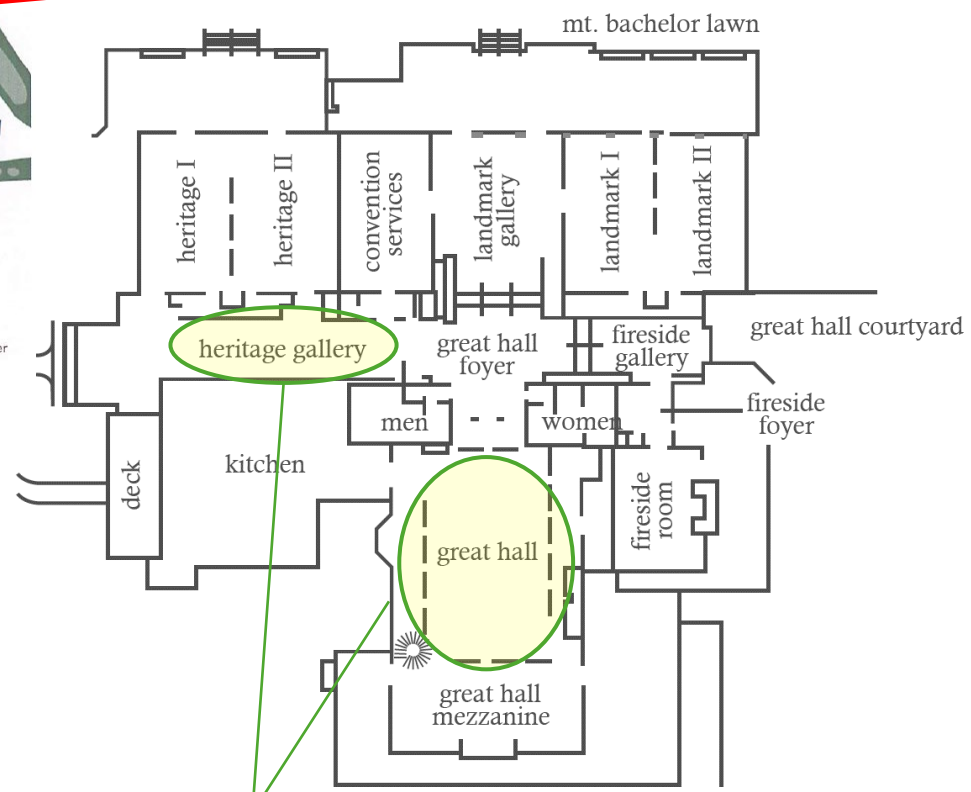 mt. bachelor lawn
heritage I
heritage II
convention
services
landmark
gallery
landmark I
landmark II
great hall courtyard
heritage gallery
great hall
foyer
fireside
gallery
fireside
foyer
men
women
deck
kitchen
great hall
fireside
room
great hall
mezzanine